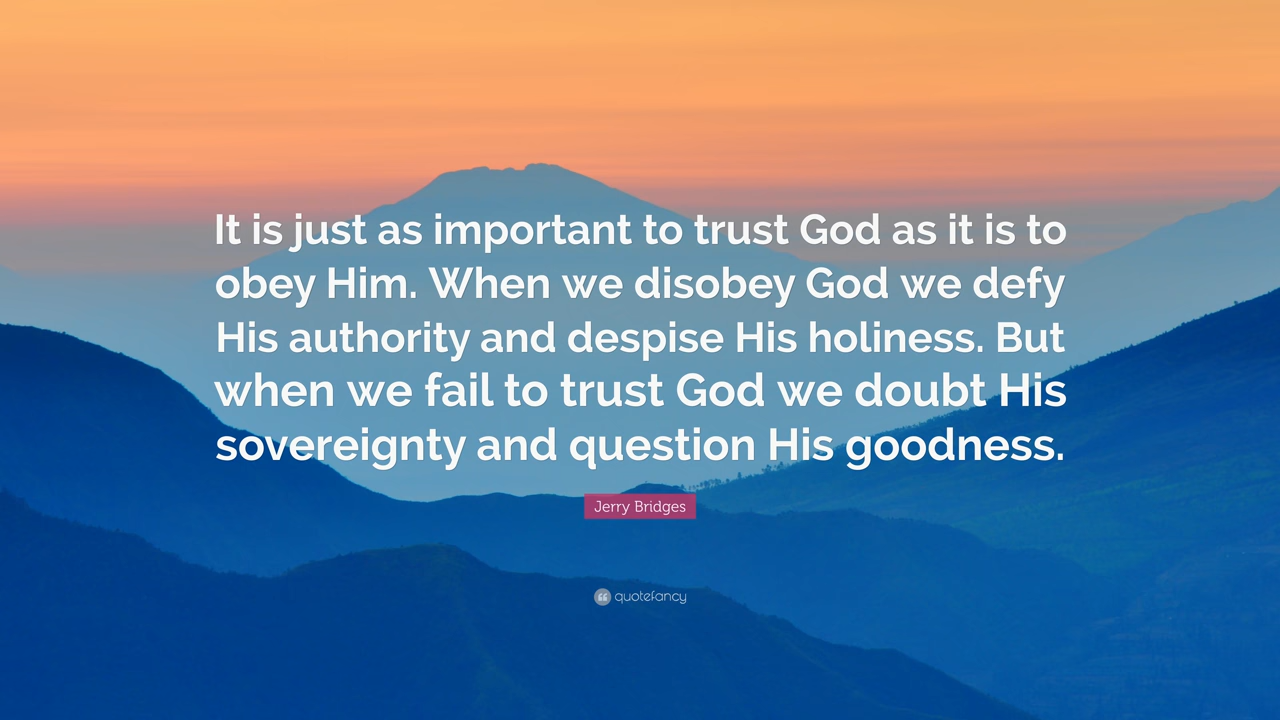 It is just as important to trust God as it is to
obey Him. When we disobey God we defy
His authority and despise His holiness. But
when we fail to trust God we doubt His
sovereignty and question His goodness.
Jerry Bridges
quotefancy